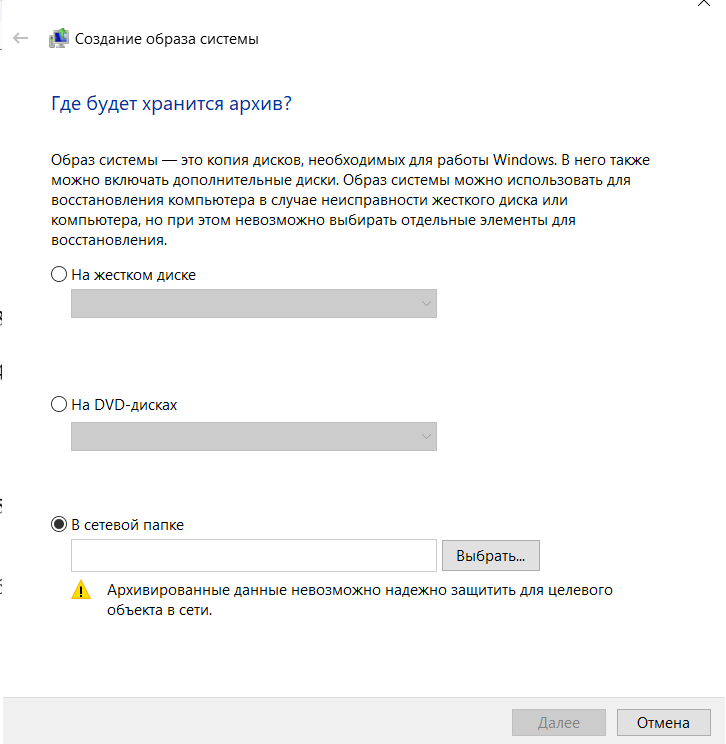 Создание образа системы
Где будет хранится архив?
Образ системы — это копия дисков, необходимых для работы Windows. В него также
можно включать дополнительные диски. Образ системы можно использовать для
восстановления компьютера в случае неисправности жесткого диска или
компьютера, но при этом невозможно выбирать отдельные элементы для
восстановления.
На жестком диске
На DVD-дисках
В сетевой папке
Выбрать...
Архивированные данные невозможно надежно защитить для целевого
объекта в сети.
Далее
Отмена